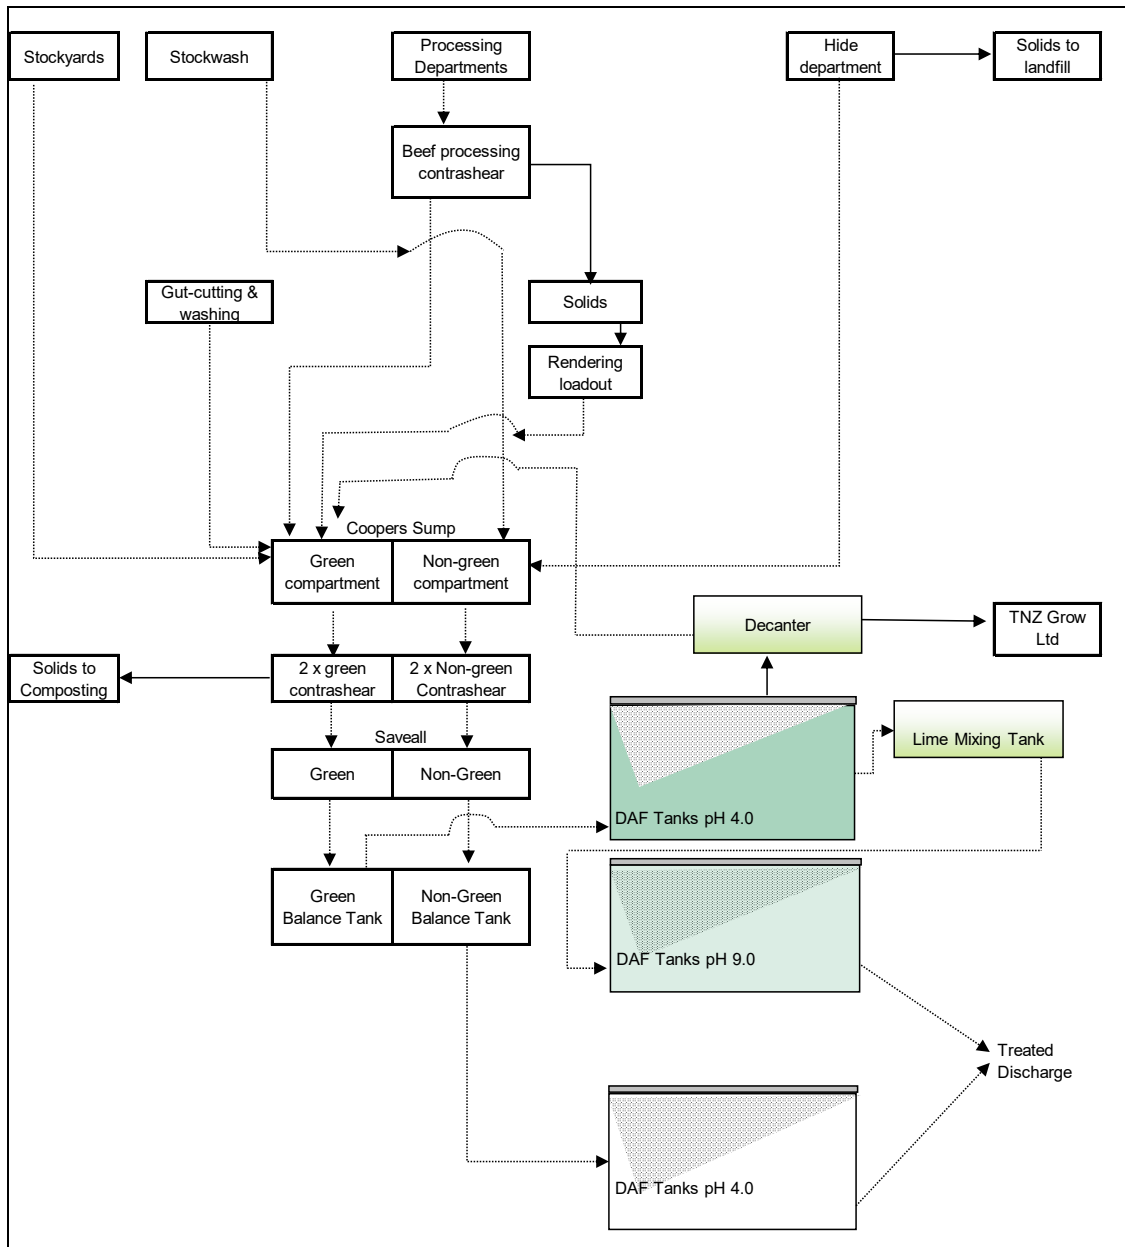 Stockyards
Stockwash
Processing
Departments
Hide
department
Solids to
landfill
Beef processing
contrashear
Gut-cutting &
washing
Solids
Rendering
loadout
Coopers Sump
Green
compartment
Non-green
compartment
Decanter
TNZ Grow
Ltd
Solids to
Composting
2 x green
contrashear
2 x Non-green
Contrashear
Lime Mixing Tank
Saveall
Green
Non-Green
DAF Tanks pH 4.0
Green
Balance Tank
Non-Green
Balance Tank
DAF Tanks pH 9.0
Treated
Discharge
DAF Tanks pH 4.0